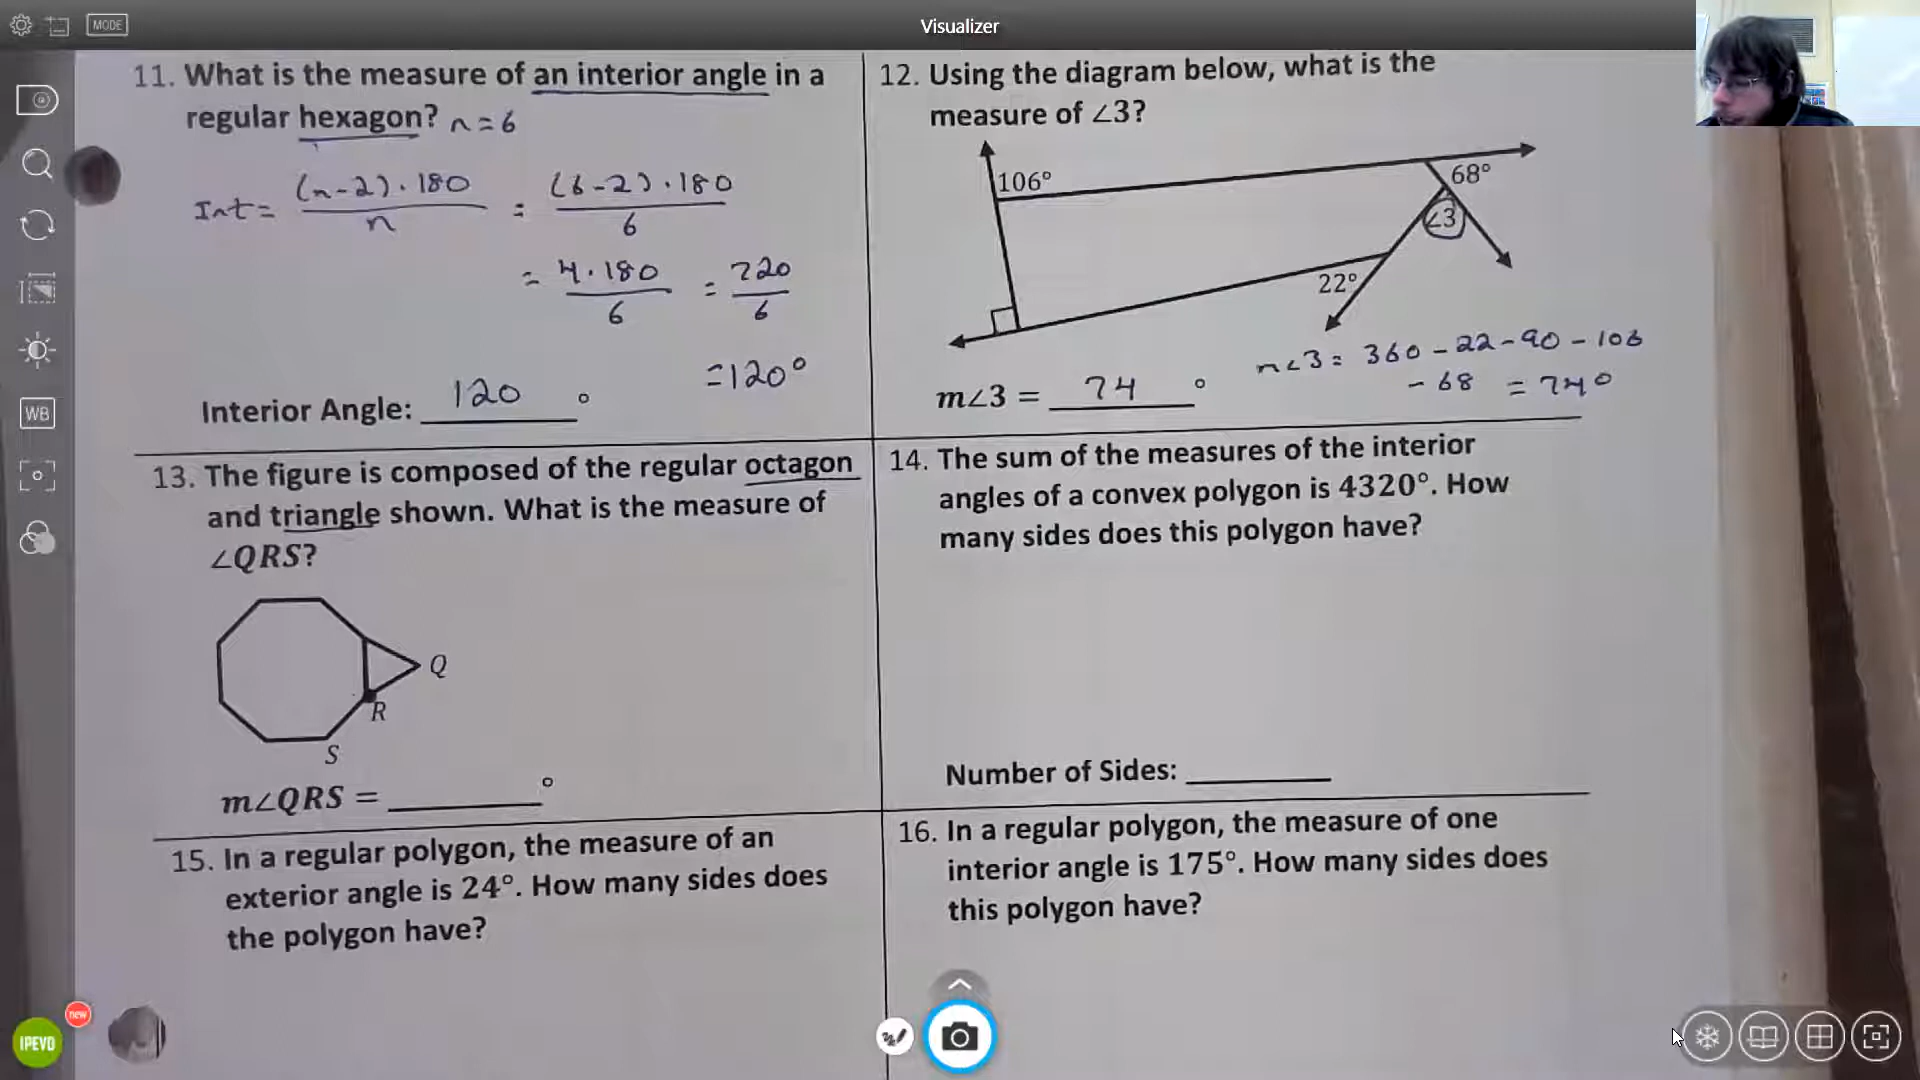 MODE
Visualizer
11. What is the measure of an interior angle in a
regular hexagon? n = 6
Int = (n-2) · 180 / n = (6-2) · 180 / 6
= 4 · 180 / 6 = 720 / 6
= 120°
Interior Angle: 120 °
12. Using the diagram below, what is the
measure of ∠3?
106°
68°
∠3
22°
m∠3 = 360 - 22 - 90 - 106
- 68 = 74°
m∠3 = 74 °
13. The figure is composed of the regular octagon
and triangle shown. What is the measure of
∠QRS?
Q
R
S
m∠QRS = ________ °
14. The sum of the measures of the interior
angles of a convex polygon is 4320°. How
many sides does this polygon have?
Number of Sides: ________
15. In a regular polygon, the measure of an
exterior angle is 24°. How many sides does
the polygon have?
16. In a regular polygon, the measure of one
interior angle is 175°. How many sides does
this polygon have?
WB
new
IPEVO